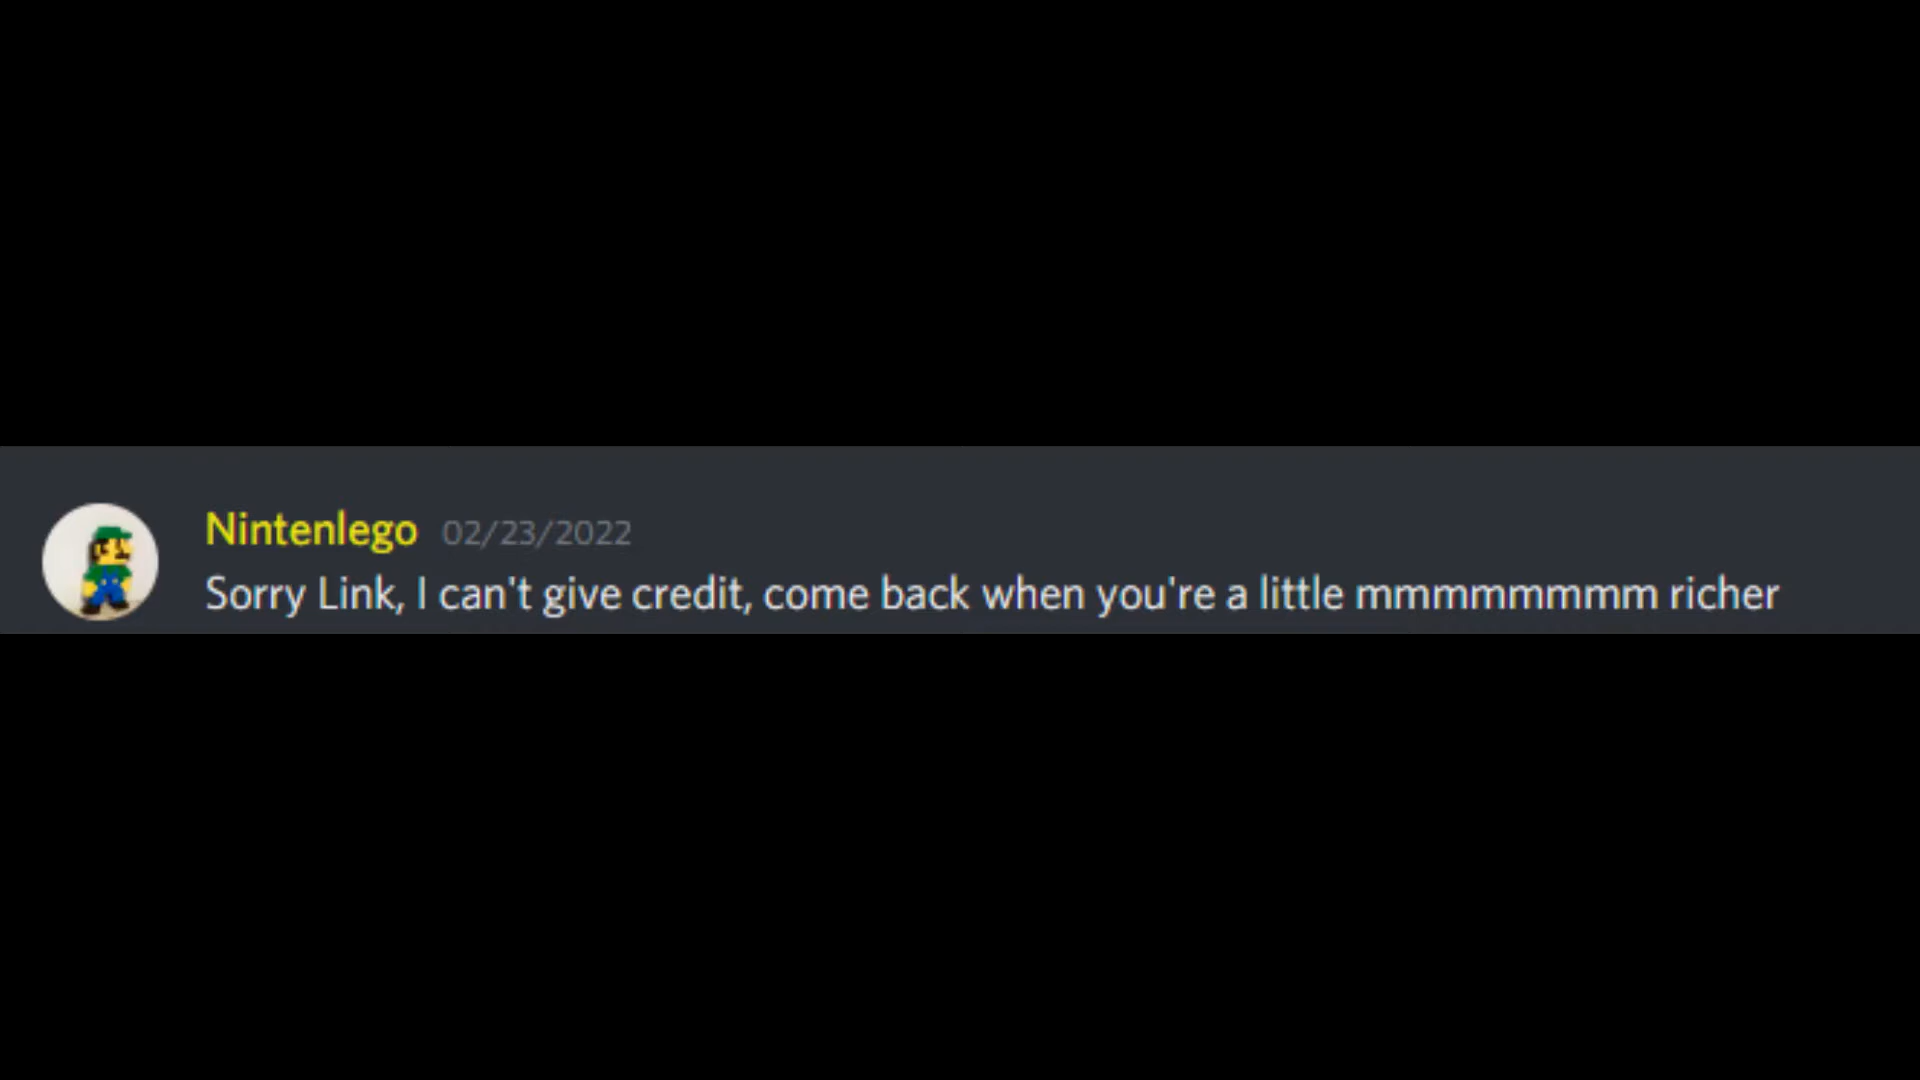 Nintenlego 02/23/2022
Sorry Link, I can't give credit, come back when you're a little mmmmmmmm richer